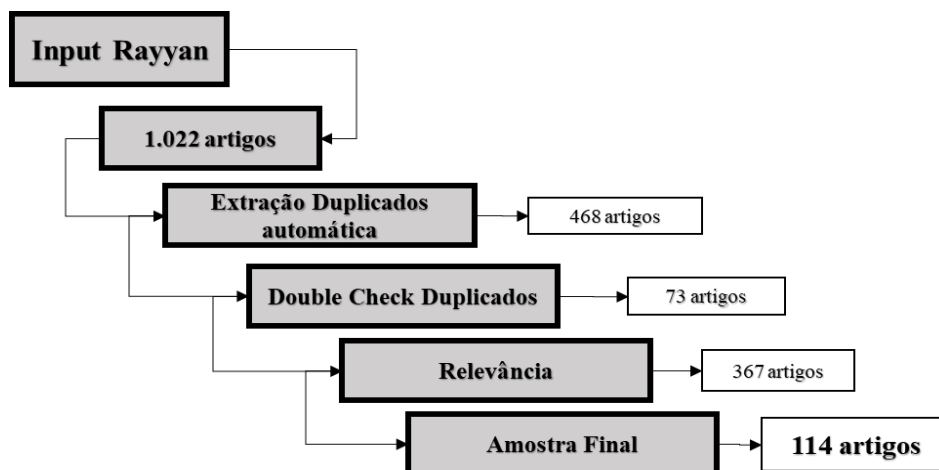 Input Rayyan
1.022 artigos
Extração Duplicados
automática
468 artigos
Double Check Duplicados
73 artigos
Relevância
367 artigos
Amostra Final
114 artigos